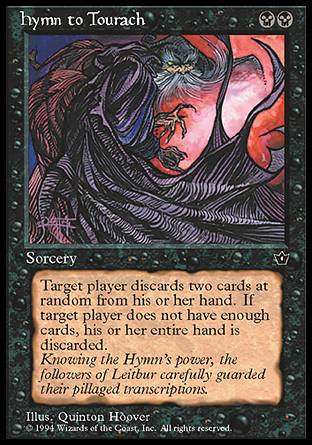 Hymn to Tourach
Sorcery
Target player discards two cards at
random from his or her hand. If
target player does not have enough
cards, his or her entire hand is
discarded.
Knowing the Hymn's power, the
followers of Leitbur carefully guarded
their pillaged transcriptions.
Illus. Quinton Hoover
© 1994 Wizards of the Coast, Inc. All rights reserved.